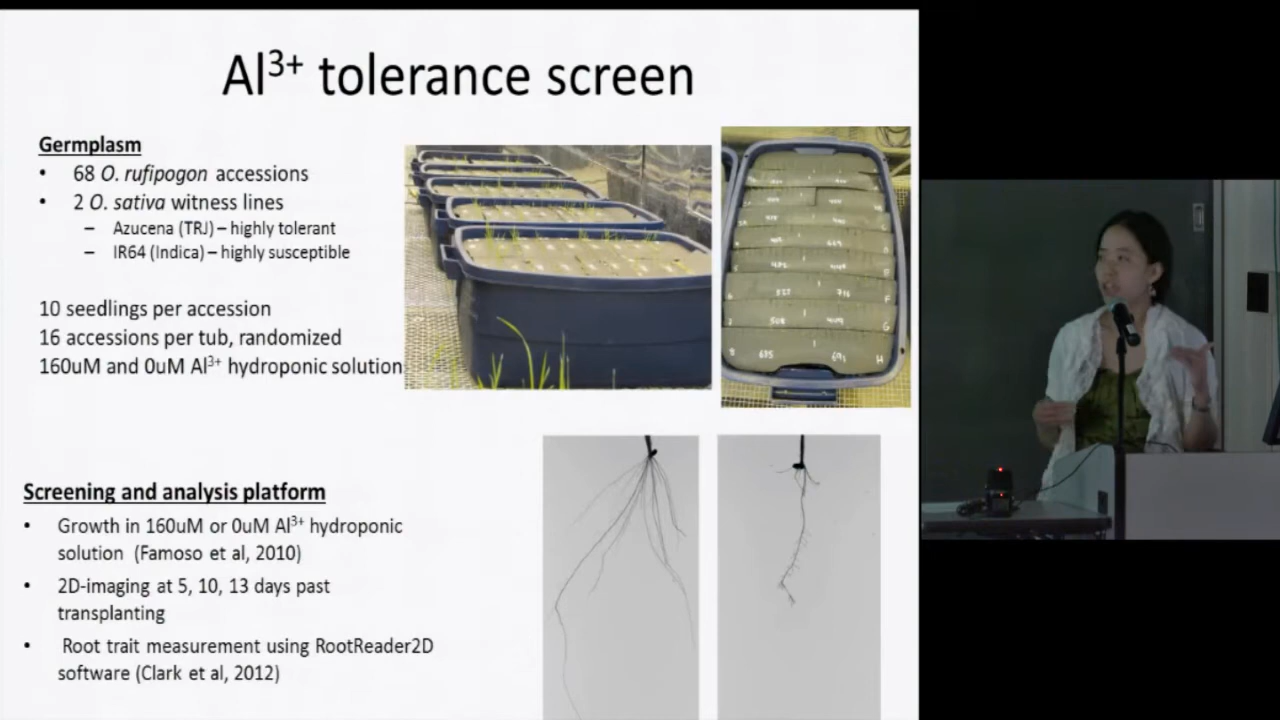 Al³⁺ tolerance screen
Germplasm
• 68 O. rufipogon accessions
• 2 O. sativa witness lines
– Azucena (TRJ) – highly tolerant
– IR64 (Indica) – highly susceptible
10 seedlings per accession
16 accessions per tub, randomized
160uM and 0uM Al³⁺ hydroponic solution
Screening and analysis platform
• Growth in 160uM or 0uM Al³⁺ hydroponic
solution (Famoso et al, 2010)
• 2D-imaging at 5, 10, 13 days past
transplanting
• Root trait measurement using RootReader2D
software (Clark et al, 2012)